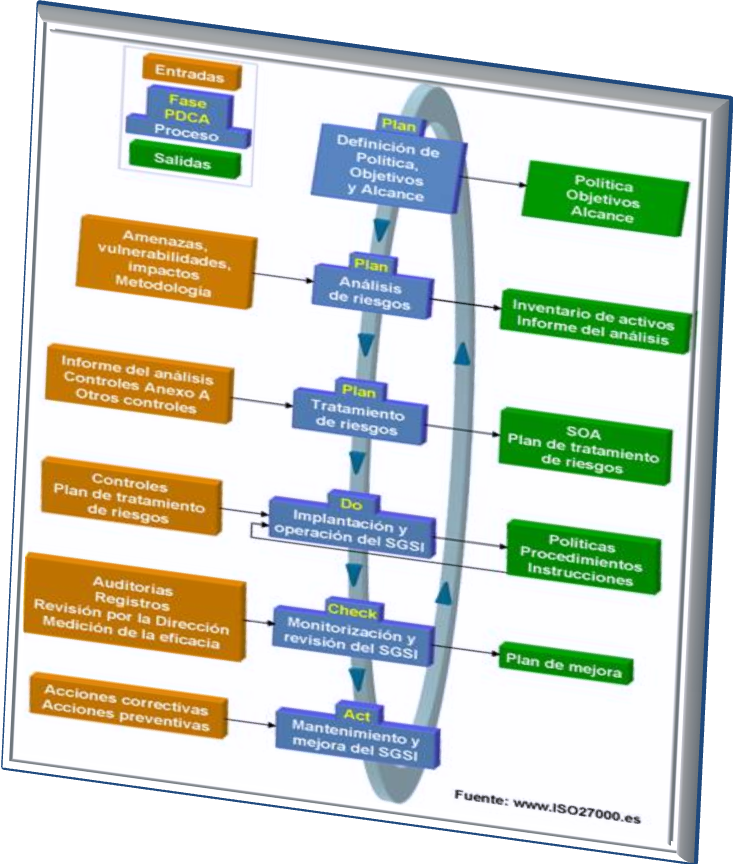 Entradas
Fase
PDCA
Proceso
Salidas
Plan
Definición de
Política,
Objetivos
y Alcance
Política
Objetivos
Alcance
Amenazas,
vulnerabilidades,
impactos
Metodología
Plan
Análisis
de riesgos
Inventario de activos
Informe del análisis
Informe del análisis
Controles Anexo A
Otros controles
Plan
Tratamiento
de riesgos
SOA
Plan de tratamiento
de riesgos
Controles
Plan de tratamiento
de riesgos
Do
Implantación y
operación del SGSI
Políticas
Procedimientos
Instrucciones
Auditorias
Registros
Revisión por la Dirección
Medición de la eficacia
Check
Monitorización y
revisión del SGSI
Plan de mejora
Acciones correctivas
Acciones preventivas
Act
Mantenimiento y
mejora del SGSI
Fuente: www.ISO27000.es